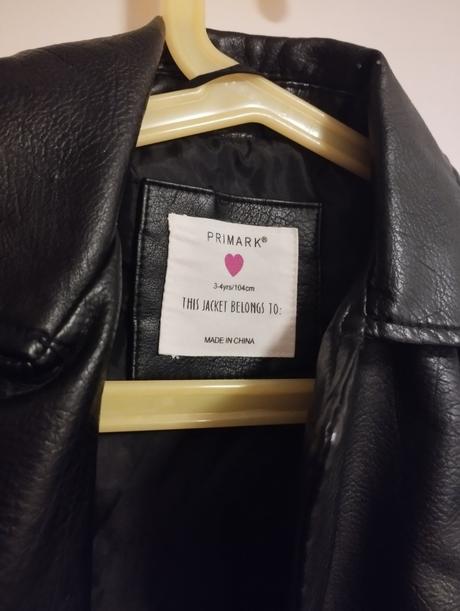 PRIMARK®
3-4yrs/104cm
THIS JACKET BELONGS TO:
MADE IN CHINA